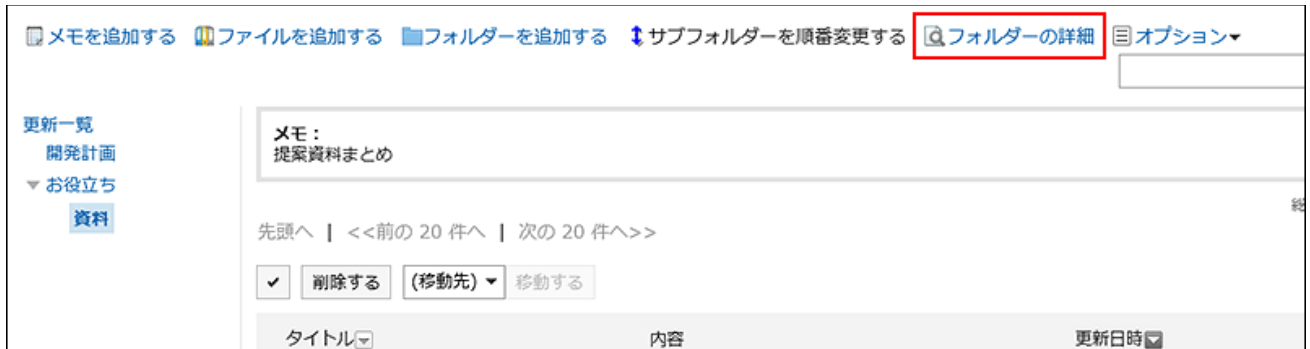 メモを追加する ファイルを追加する フォルダーを追加する サブフォルダーを順番変更する フォルダーの詳細 オプション
更新一覧
開発計画
お役立ち
資料
メモ：
提案資料まとめ
総
先頭へ | <<前の 20 件へ | 次の 20 件へ>>
削除する (移動先) 移動する
タイトル 内容 更新日時